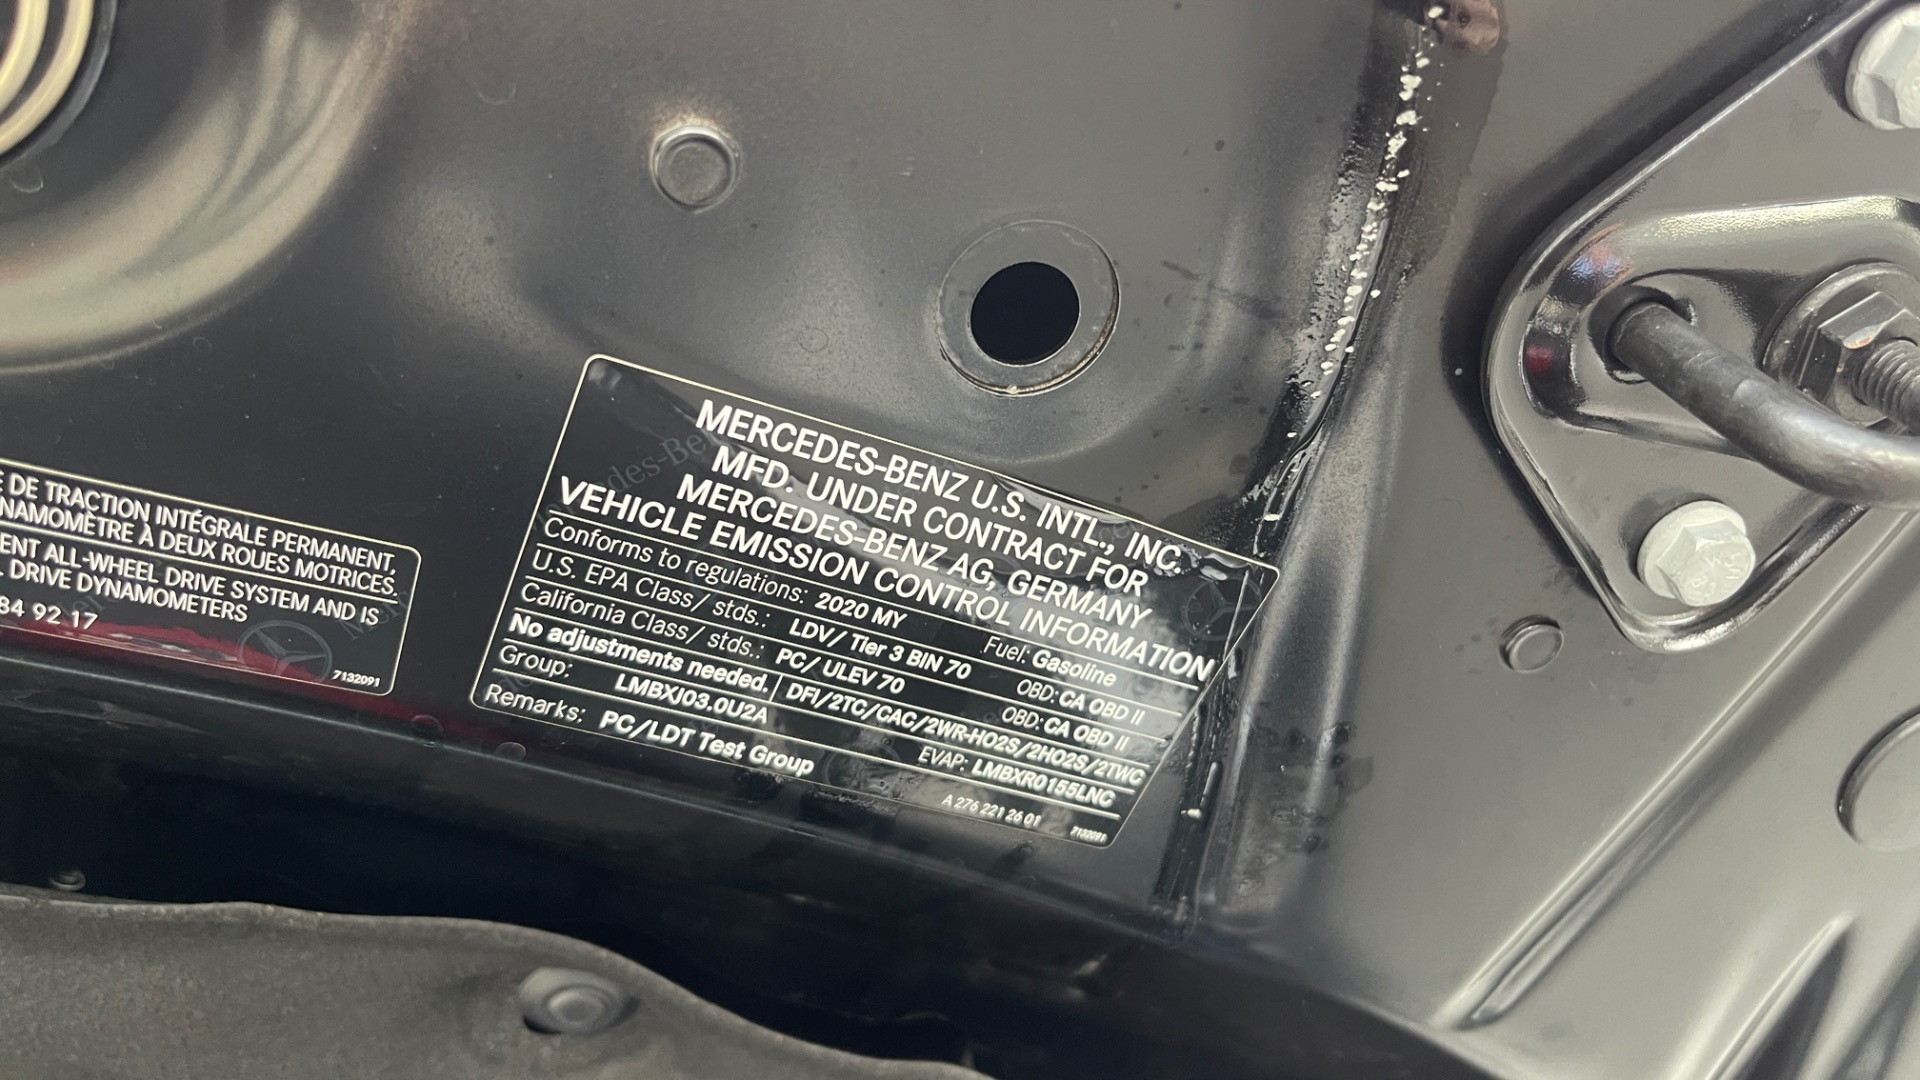 E DE TRACTION INTÉGRALE PERMANENT,
NAMOMÈTRE À DEUX ROUES MOTRICES.
ENT ALL-WHEEL DRIVE SYSTEM AND IS
DRIVE DYNAMOMETERS
84 92 17
7132091
MERCEDES-BENZ U.S. INTL., INC.
MFD. UNDER CONTRACT FOR
MERCEDES-BENZ AG, GERMANY
VEHICLE EMISSION CONTROL INFORMATION
Conforms to regulations: 2020 MY Fuel: Gasoline
U.S. EPA Class/ stds.: LDV/ Tier 3 BIN 70 OBD: CA OBD II
California Class/ stds.: PC/ ULEV 70 OBD: CA OBD II
No adjustments needed. DFI/2TC/CAC/2WR-HO2S/2HO2S/2TWC
Group: LMBXJ03.0U2A EVAP: LMBXR0155LNC
Remarks: PC/LDT Test Group
A 276 221 26 01 7132091